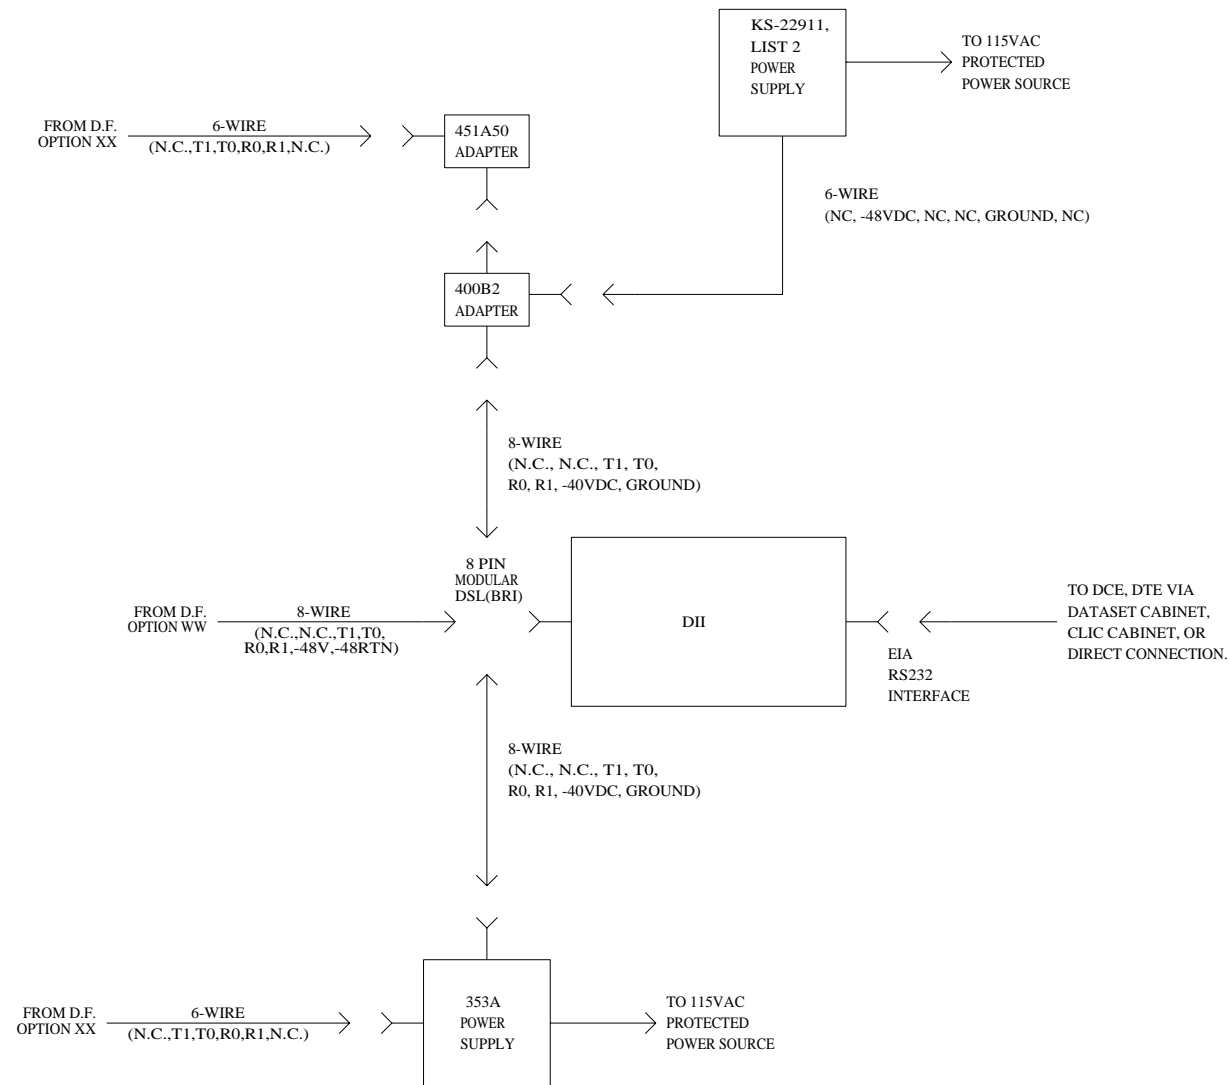 KS-22911,
LIST 2
POWER
SUPPLY
TO 115VAC
PROTECTED
POWER SOURCE
FROM D.F.
OPTION XX
6-WIRE
(N.C.,T1,T0,R0,R1,N.C.)
451A50
ADAPTER
6-WIRE
(NC, -48VDC, NC, NC, GROUND, NC)
400B2
ADAPTER
8-WIRE
(N.C., N.C., T1, T0,
R0, R1, -40VDC, GROUND)
8 PIN
MODULAR
DSL(BRI)
FROM D.F.
OPTION WW
8-WIRE
(N.C.,N.C.,T1,T0,
R0,R1,-48V,-48RTN)
DII
EIA
RS232
INTERFACE
TO DCE, DTE VIA
DATASET CABINET,
CLIC CABINET, OR
DIRECT CONNECTION.
8-WIRE
(N.C., N.C., T1, T0,
R0, R1, -40VDC, GROUND)
FROM D.F.
OPTION XX
6-WIRE
(N.C.,T1,T0,R0,R1,N.C.)
353A
POWER
SUPPLY
TO 115VAC
PROTECTED
POWER SOURCE